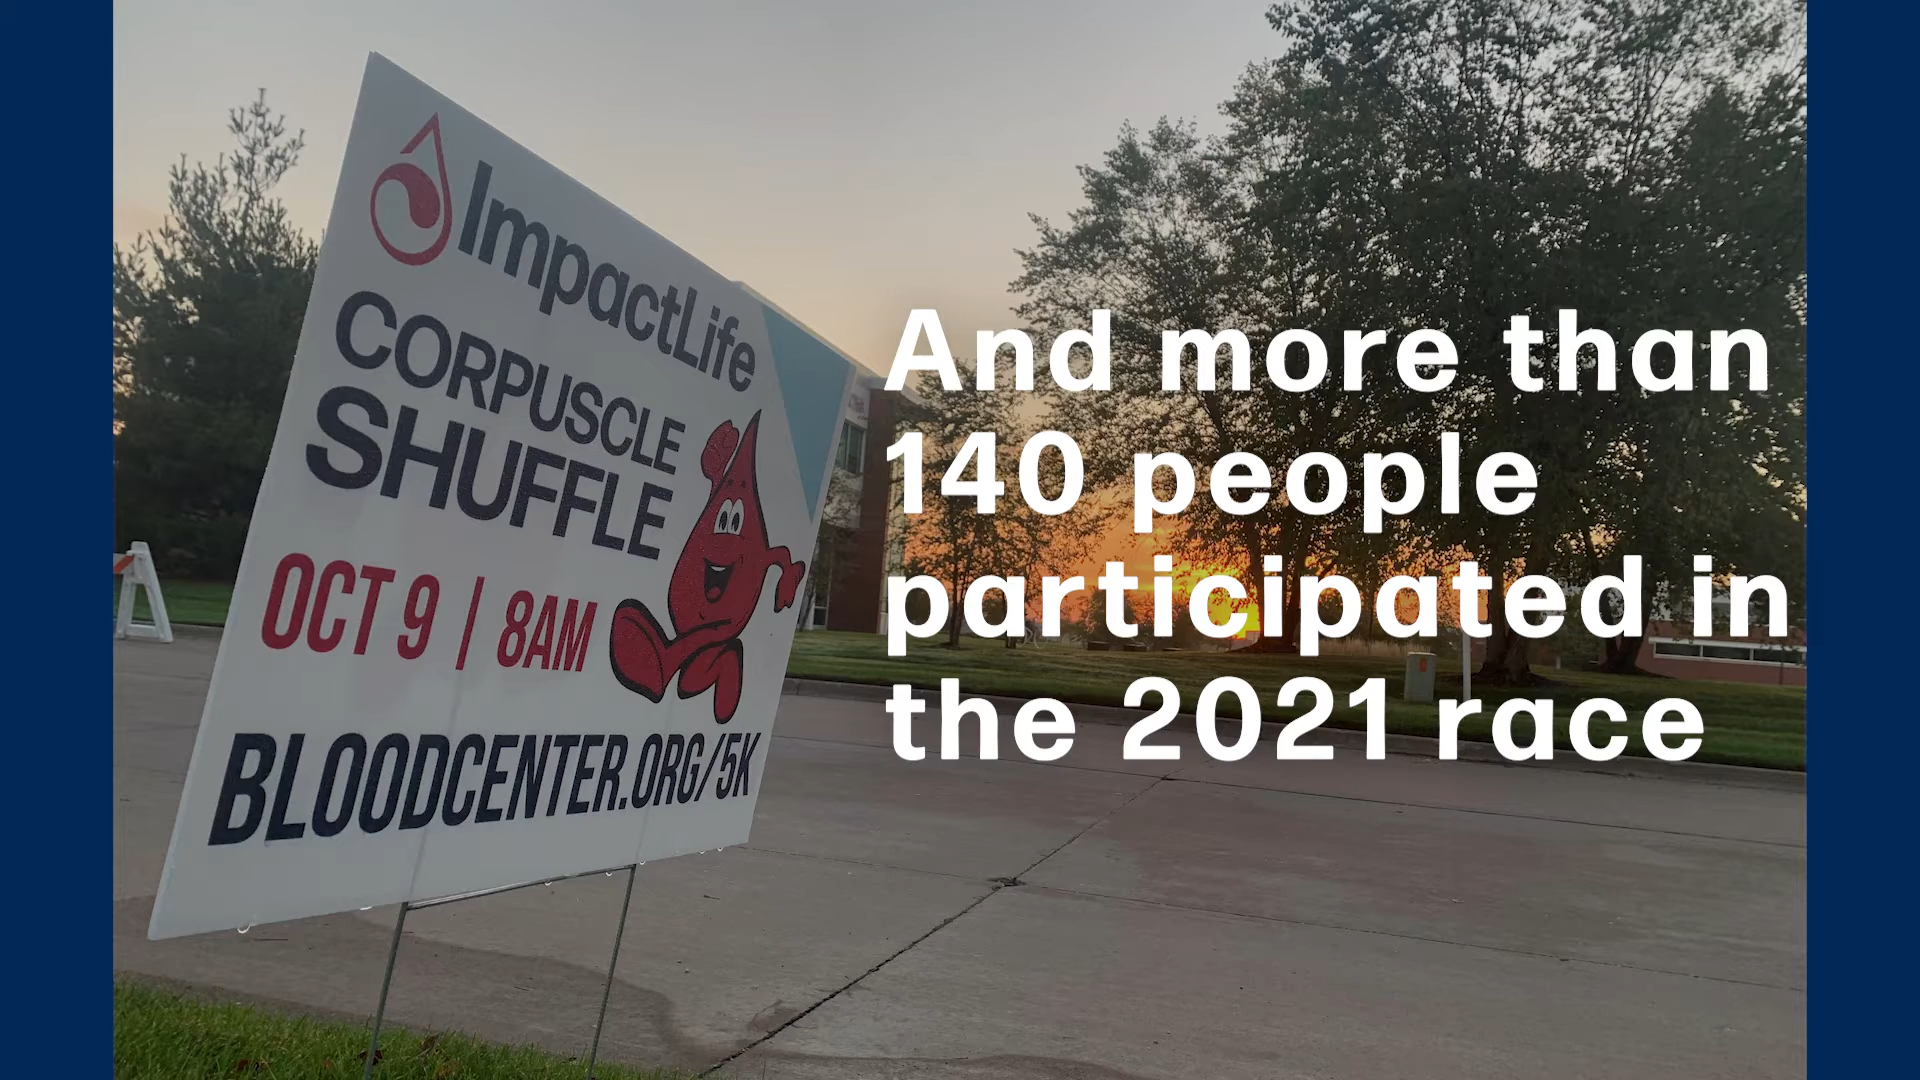 ImpactLife
CORPUSCLE
SHUFFLE
OCT 9 | 8AM
BLOODCENTER.ORG/5K
And more than
140 people
participated in
the 2021 race